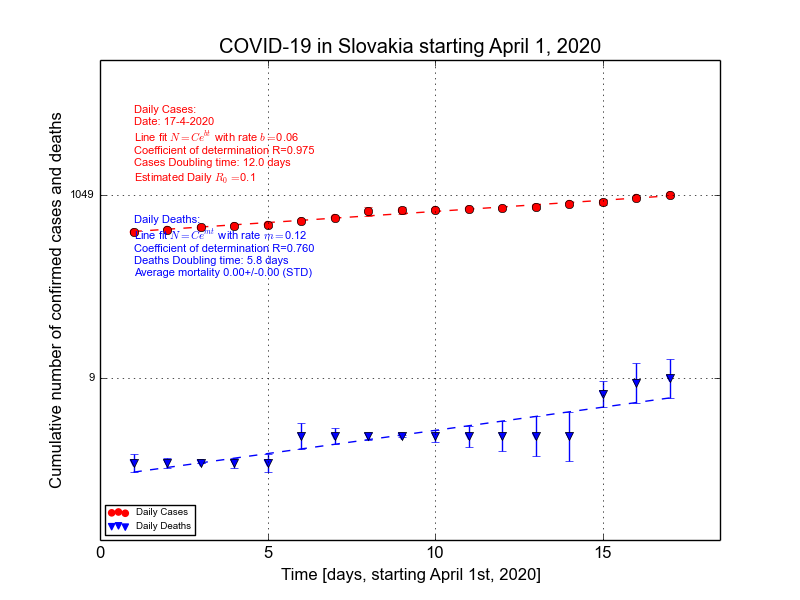 COVID-19 in Slovakia starting April 1, 2020
Cumulative number of confirmed cases and deaths
Daily Cases:
Date: 17-4-2020
Line fit N = Ce^{bt} with rate b =0.06
Coefficient of determination R=0.975
Cases Doubling time: 12.0 days
Estimated Daily R_0 =0.1
1049
Daily Deaths:
Line fit N = Ce^{mt} with rate m =0.12
Coefficient of determination R=0.760
Deaths Doubling time: 5.8 days
Average mortality 0.00+/-0.00 (STD)
9
Daily Cases
Daily Deaths
0 5 10 15
Time [days, starting April 1st, 2020]